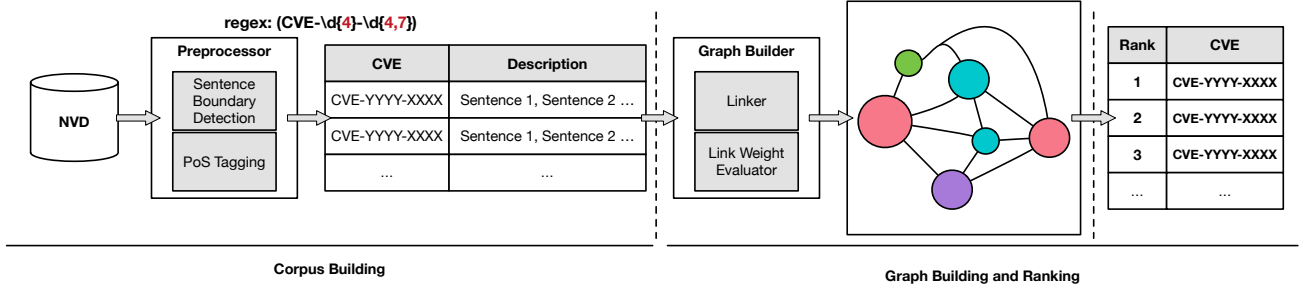 regex: (CVE-\d{4}-\d{4,7})
NVD
Preprocessor
Sentence
Boundary
Detection
PoS Tagging
CVE Description
CVE-YYYY-XXXX Sentence 1, Sentence 2 ...
CVE-YYYY-XXXX Sentence 1, Sentence 2 ...
... ...
Graph Builder
Linker
Link Weight
Evaluator
Rank CVE
1 CVE-YYYY-XXXX
2 CVE-YYYY-XXXX
3 CVE-YYYY-XXXX
... ...
Corpus Building
Graph Building and Ranking